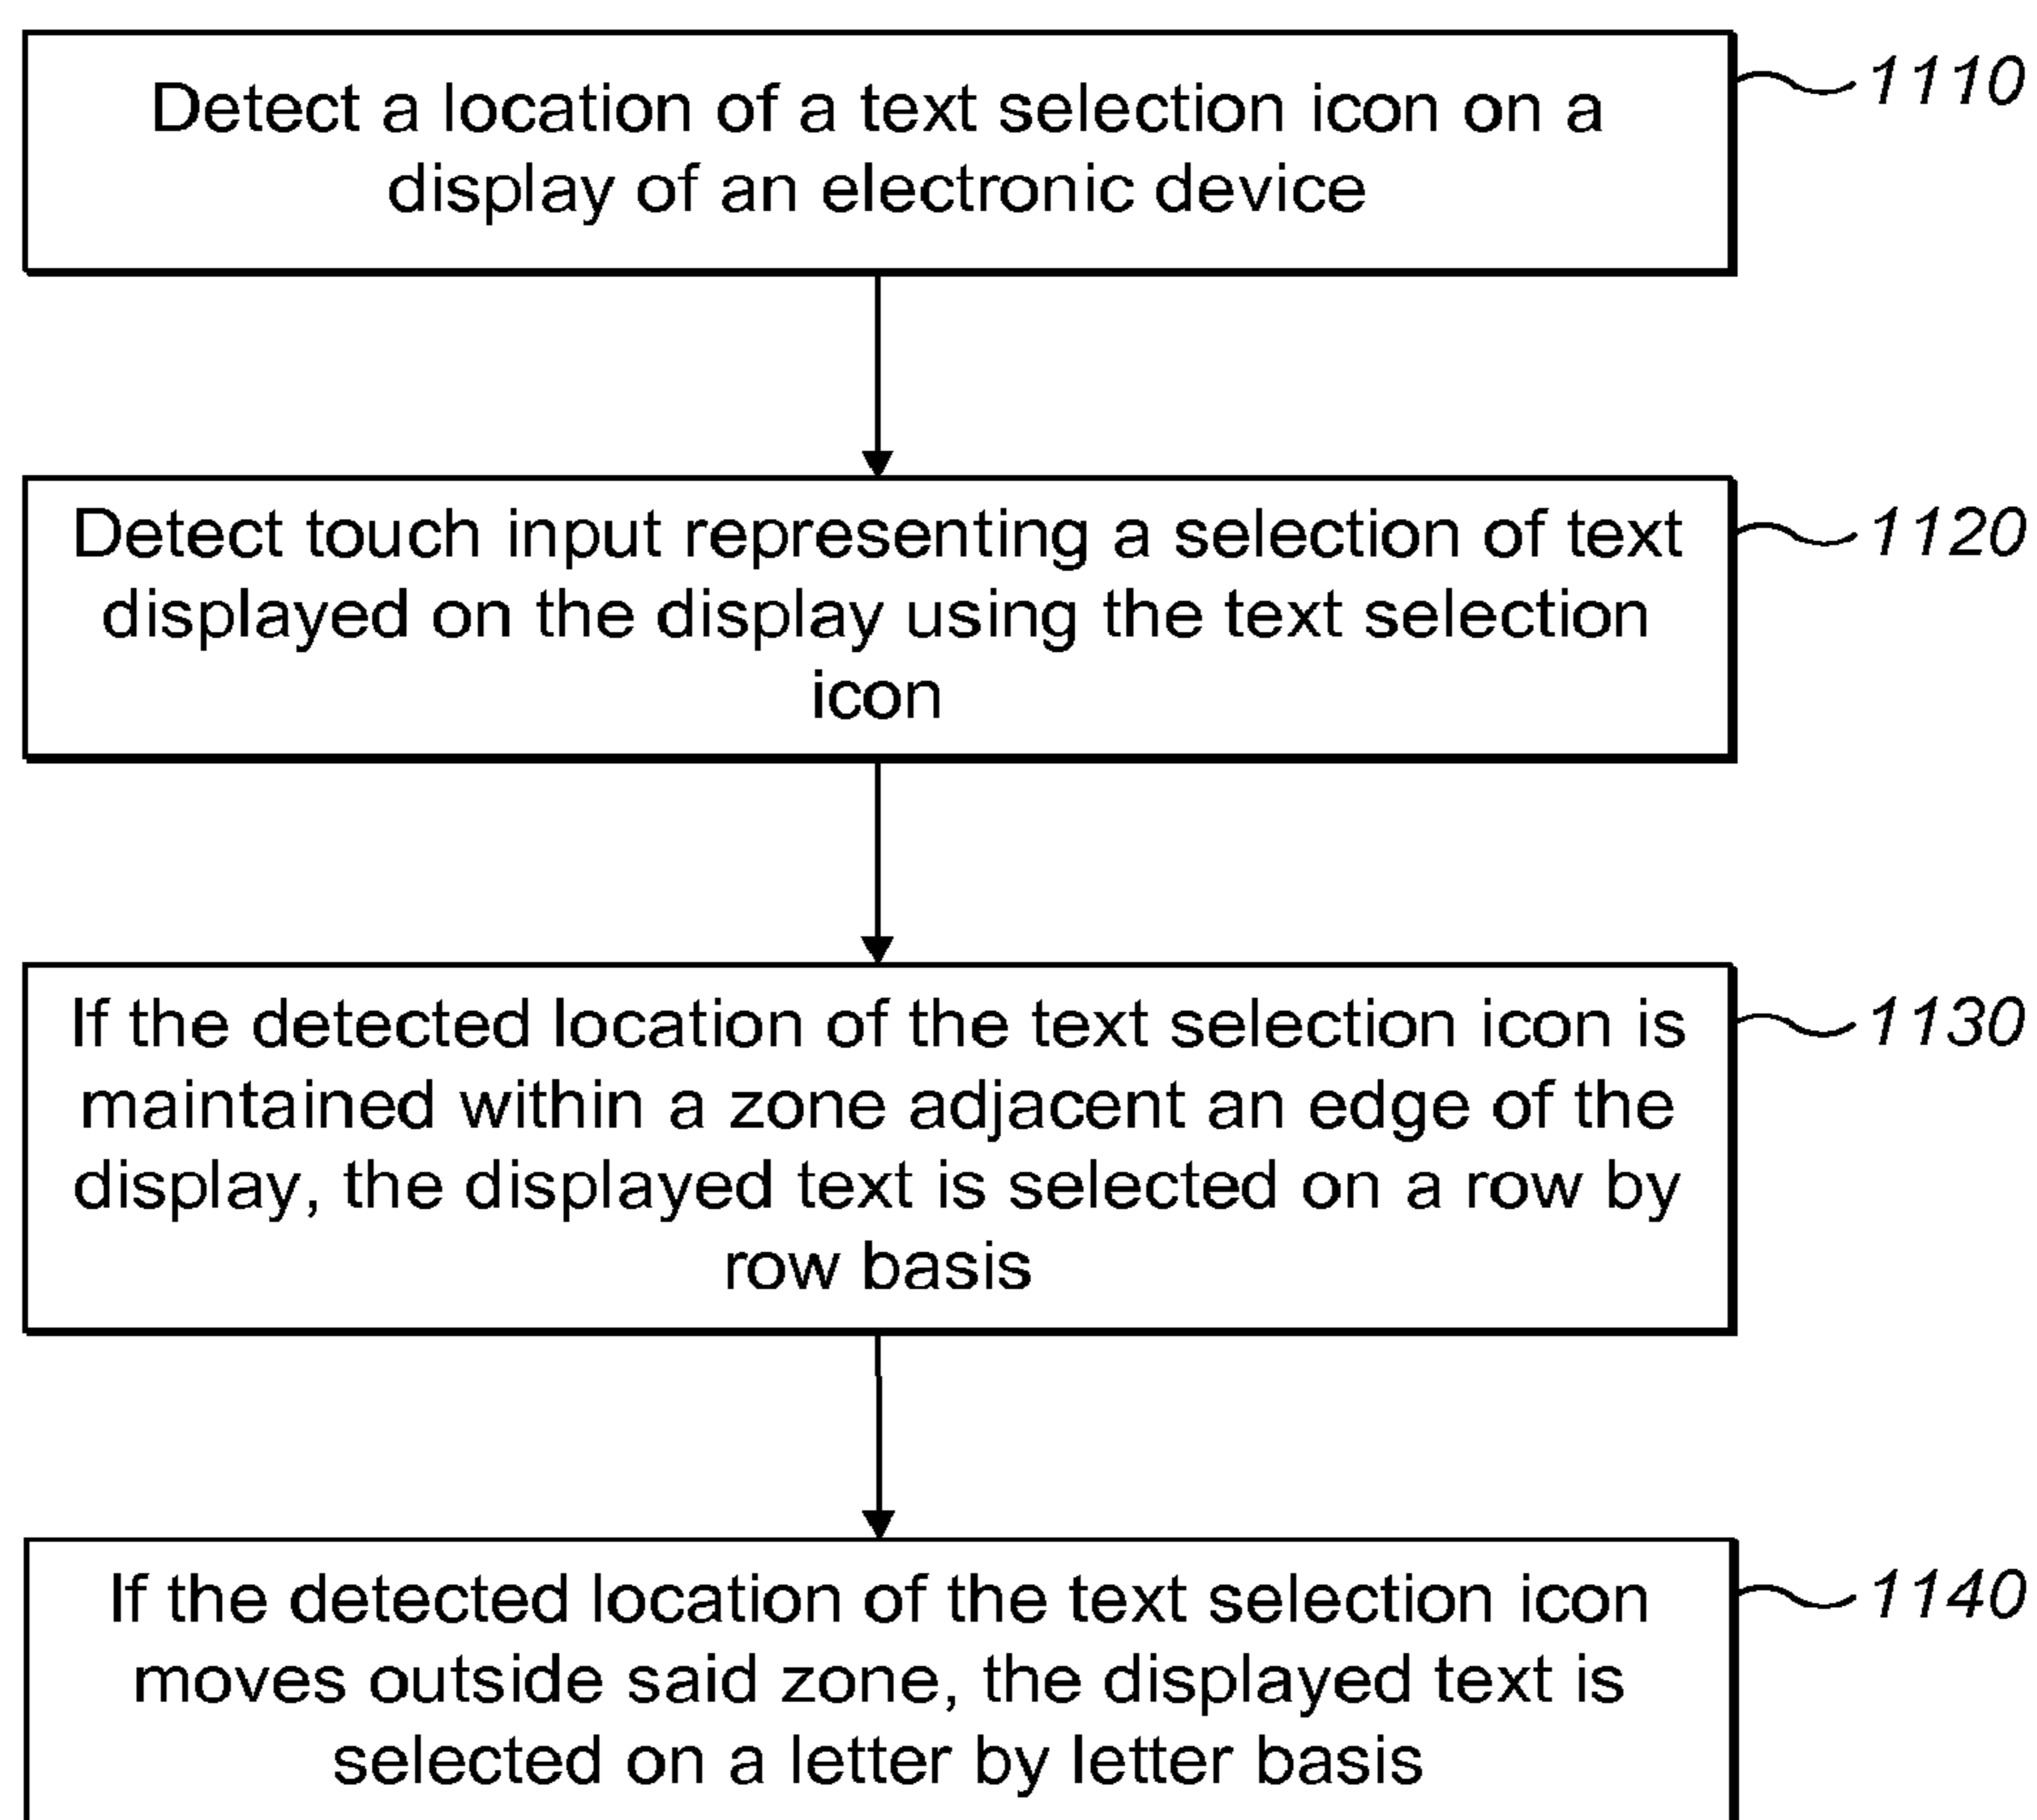 Detect a location of a text selection icon on a
display of an electronic device
1110
Detect touch input representing a selection of text
displayed on the display using the text selection
icon
1120
If the detected location of the text selection icon is
maintained within a zone adjacent an edge of the
display, the displayed text is selected on a row by
row basis
1130
If the detected location of the text selection icon
moves outside said zone, the displayed text is
selected on a letter by letter basis
1140